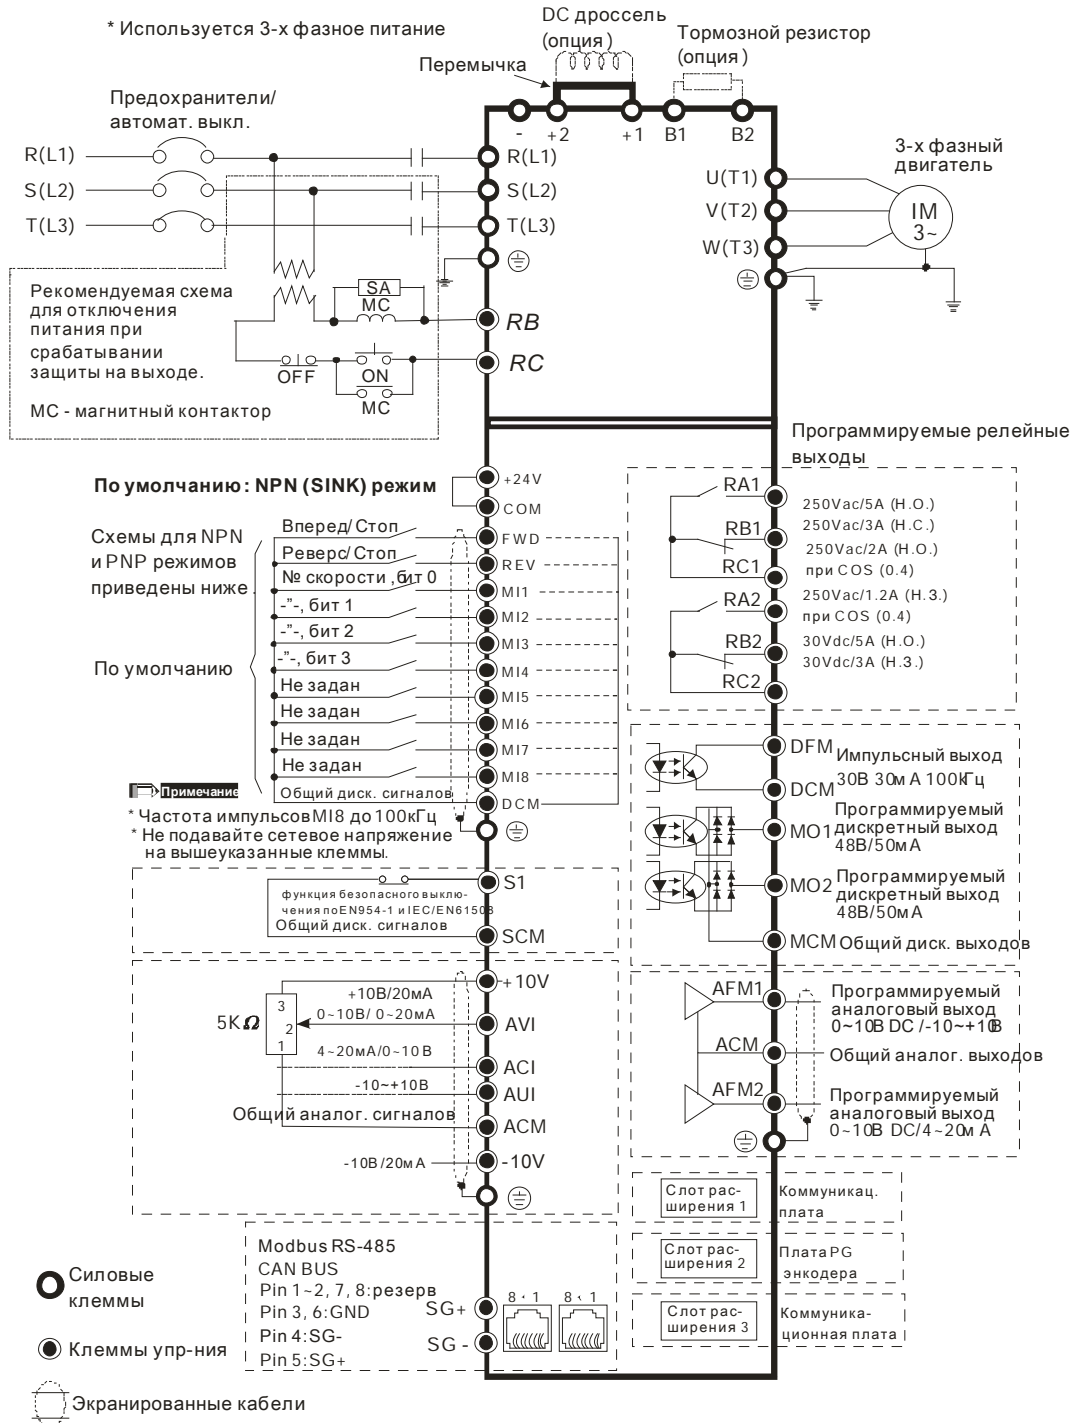 * Используется 3-х фазное питание
DC дроссель
(опция)
Тормозной резистор
(опция)
Перемычка
Предохранители/
автомат. выкл.
-
+2
+1
B1
B2
R(L1)
R(L1)
S(L2)
S(L2)
T(L3)
T(L3)
3-х фазный
двигатель
U(T1)
V(T2)
W(T3)
IM
3~
Рекомендуемая схема
для отключения
питания при
срабатывании
защиты на выходе.
МС - магнитный контактор
SA
MC
RB
OFF
ON
MC
RC
Программируемые релейные
выходы
По умолчанию: NPN (SINK) режим
+24V
COM
Схемы для NPN
и PNP режимов
приведены ниже.
По умолчанию
Вперед/Стоп
FWD
Реверс/Стоп
REV
№ скорости, бит 0
MI1
-"-, бит 1
MI2
-"-, бит 2
MI3
-"-, бит 3
MI4
Не задан
MI5
Не задан
MI6
Не задан
MI7
Не задан
MI8
Общий диск. сигналов
DCM
Примечание
* Частота импульсов MI8 до 100кГц
* Не подавайте сетевое напряжение
на вышеуказанные клеммы.
RA1
RB1
RC1
RA2
RB2
RC2
250Vac/5A (Н.О.)
250Vac/3A (Н.С.)
250Vac/2A (Н.О.)
при COS (0.4)
250Vac/1.2A (Н.З.)
при COS (0.4)
30Vdc/5A (Н.О.)
30Vdc/3A (Н.З.)
DFM
Импульсный выход
30В 30мА 100кГц
DCM
MO1
Программируемый
дискретный выход
48В/50мА
MO2
Программируемый
дискретный выход
48В/50мА
MCM
Общий диск. выходов
S1
функция безопасного выклю-
чения по EN954-1 и IEC/EN61508
Общий диск. сигналов
SCM
+10V
+10В/20мА
5K Ω
3
2
1
0~10В/ 0~20мА
AVI
4~20мА/0~10В
ACI
-10~+10В
AUI
Общий аналог. сигналов
ACM
-10В/20мА
-10V
AFM1
Программируемый
аналоговый выход
0~10В DC /-10~+10В
ACM
Общий аналог. выходов
AFM2
Программируемый
аналоговый выход
0~10В DC/4~20мА
Слот рас-
ширения 1
Коммуникац.
плата
Слот рас-
ширения 2
Плата PG
энкодера
Слот рас-
ширения 3
Коммуника-
ционная плата
Modbus RS-485
CAN BUS
Pin 1~2, 7, 8:резерв
Pin 3, 6:GND
Pin 4:SG-
Pin 5:SG+
SG+
SG -
8‹1
8‹1
Силовые
клеммы
Клеммы упр-ния
Экранированные кабели